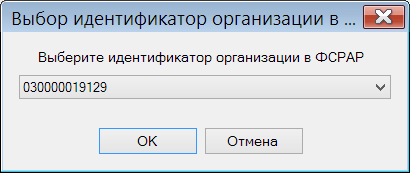 Выбор идентификатор организации в ...
Выберите идентификатор организации в ФСРАР
030000019129
OK
Отмена